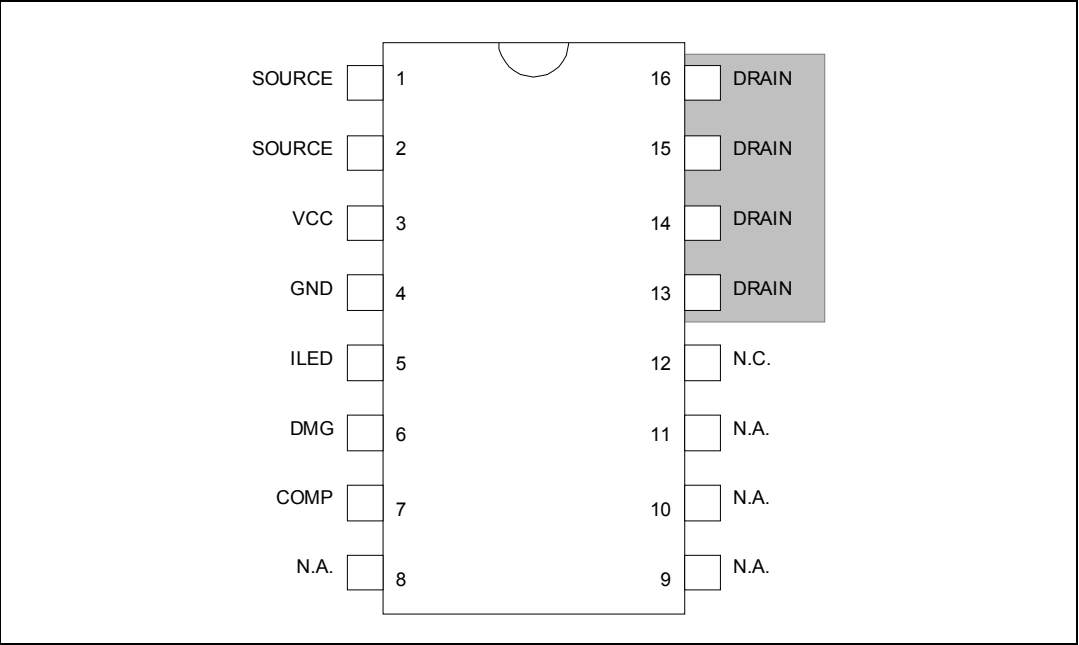 SOURCE 1 16 DRAIN
SOURCE 2 15 DRAIN
VCC 3 14 DRAIN
GND 4 13 DRAIN
ILED 5 12 N.C.
DMG 6 11 N.A.
COMP 7 10 N.A.
N.A. 8 9 N.A.